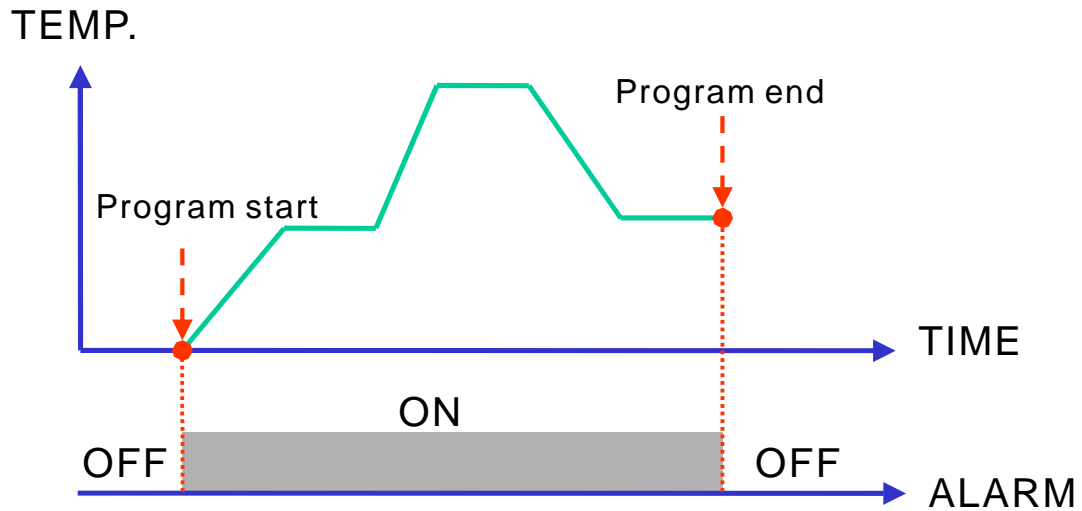 TEMP.
Program end
Program start
TIME
ON
OFF
OFF
ALARM